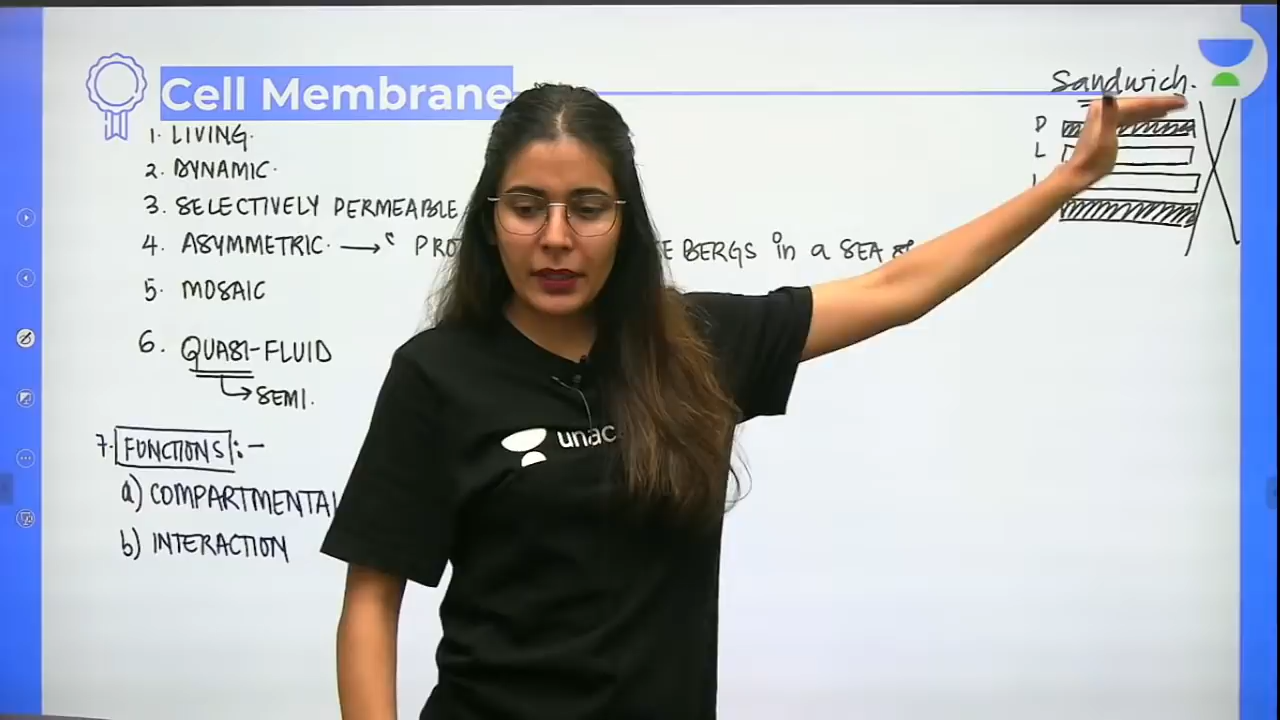 Cell Membrane
Sandwich.
1. LIVING.
2. DYNAMIC.
3. SELECTIVELY PERMEABLE
4. ASYMMETRIC. → " PRO
BERGS in a SEA
5. MOSAIC
6. QUASI-FLUID
↳ SEMI.
7. FUNCTIONS :-
a) COMPARTMENTAL
b) INTERACTION
P
L
unac